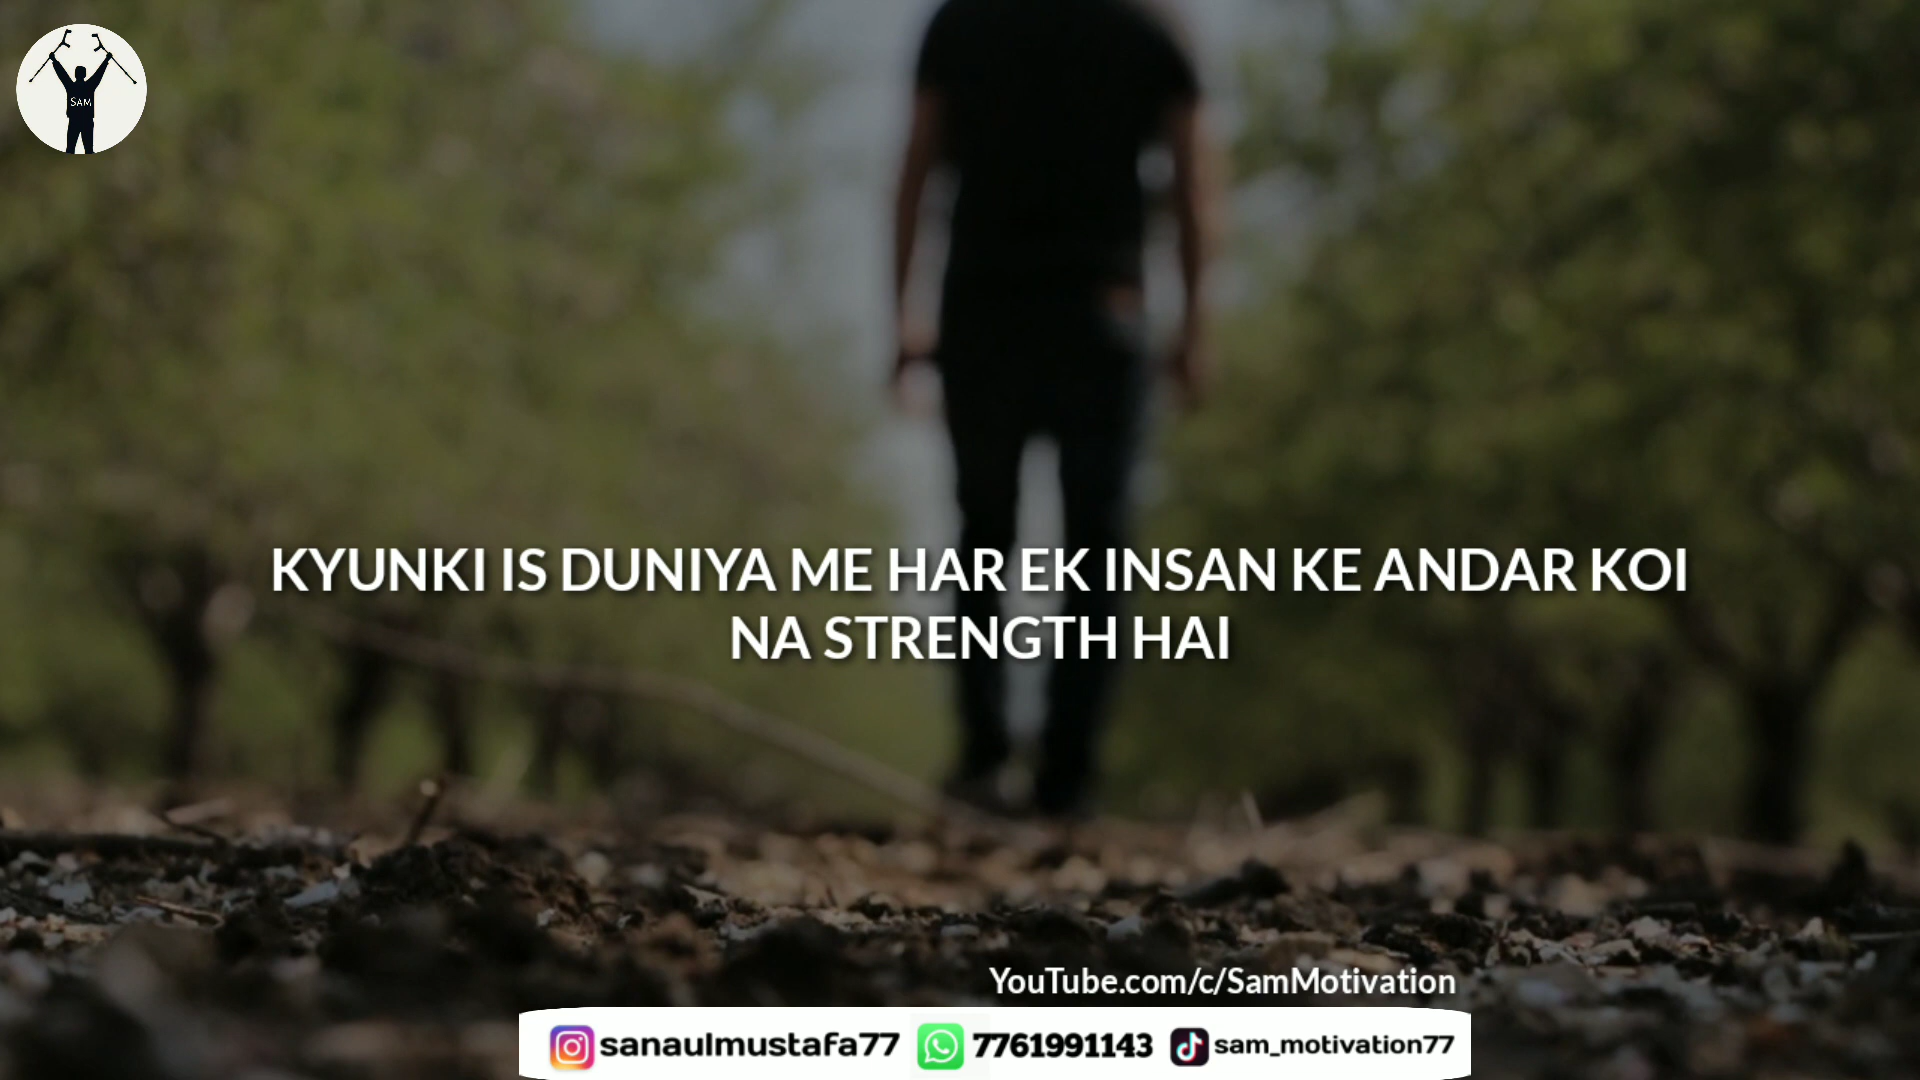 SAM
KYUNKI IS DUNIYA ME HAR EK INSAN KE ANDAR KOI
NA STRENGTH HAI
YouTube.com/c/SamMotivation
sanaulmustafa77 7761991143 sam_motivation77